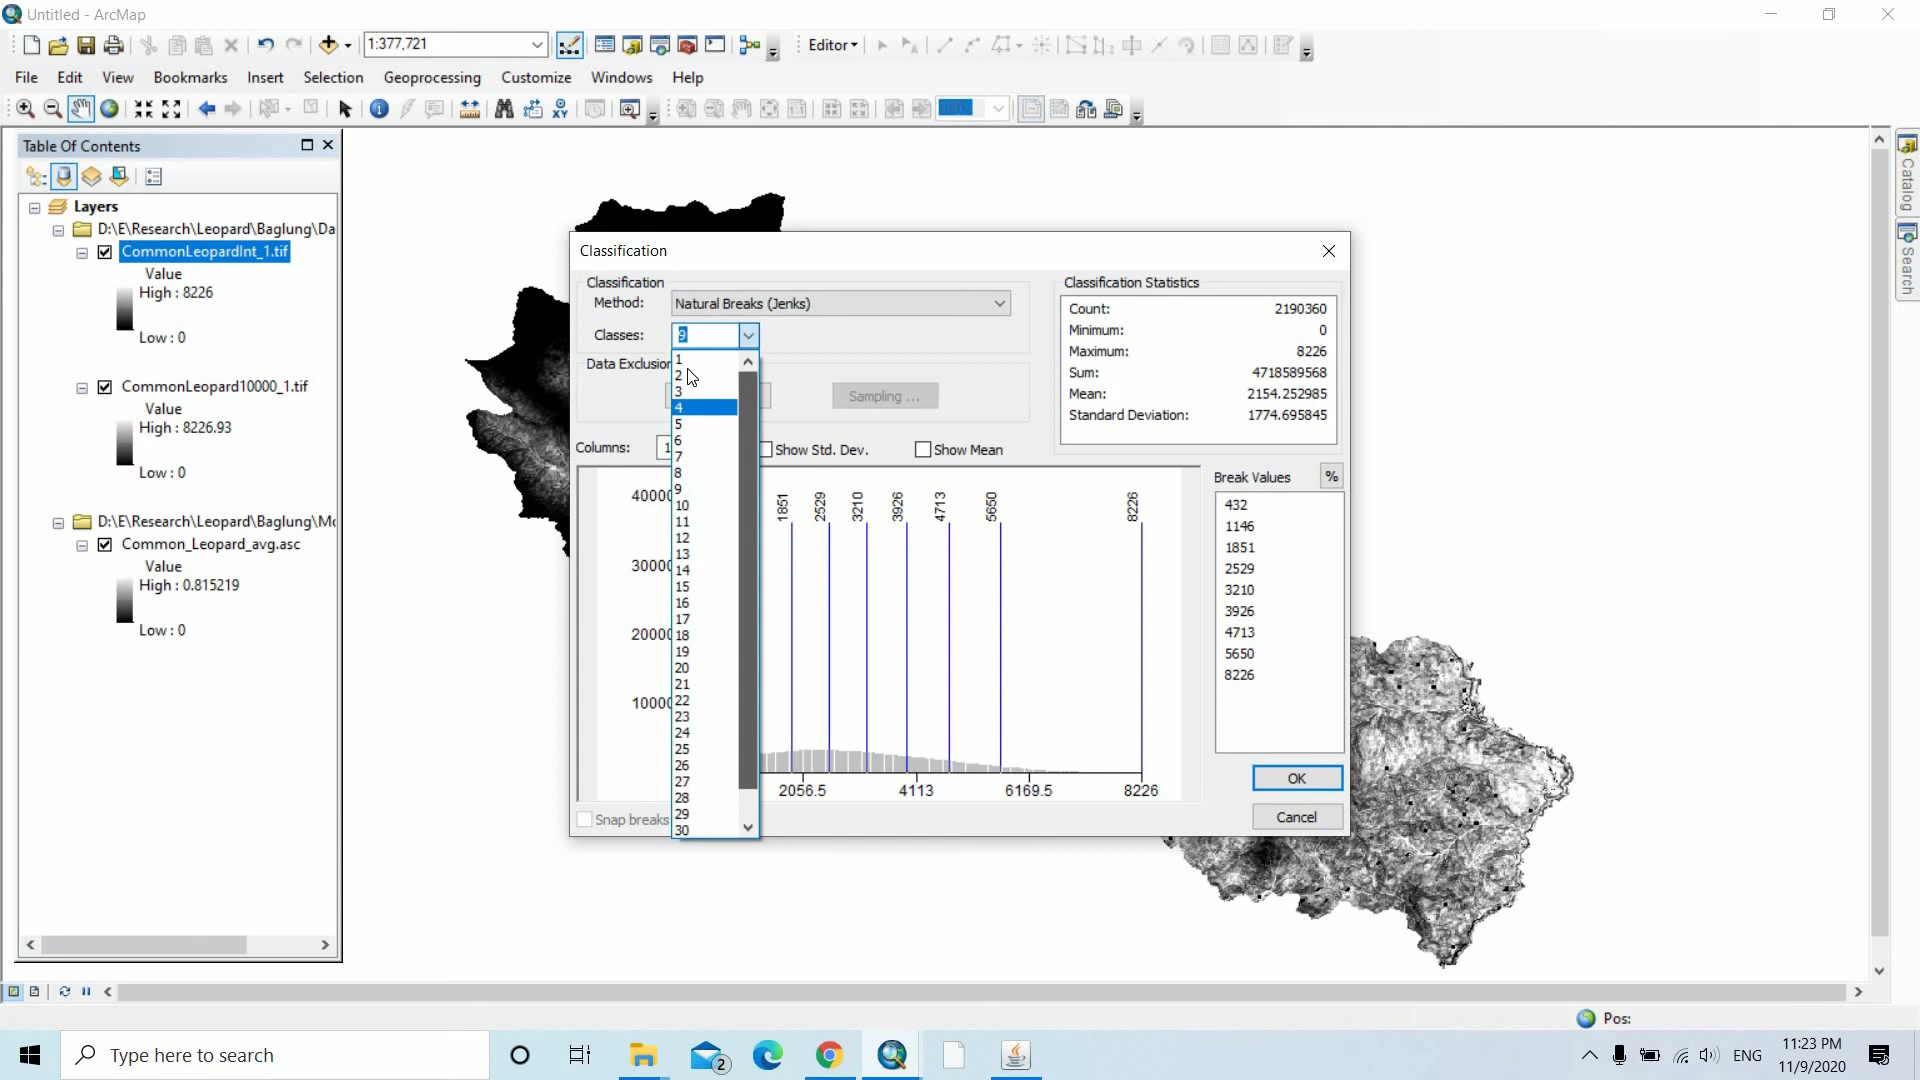 Untitled - ArcMap
1:377,721
Editor
File Edit View Bookmarks Insert Selection Geoprocessing Customize Windows Help
Table Of Contents
Layers
D:\E\Research\Leopard\Baglung\Da
CommonLeopardInt_1.tif
Value
High : 8226
Low : 0
CommonLeopard10000_1.tif
Value
High : 8226.93
Low : 0
D:\E\Research\Leopard\Baglung\Mo
Common_Leopard_avg.asc
Value
High : 0.815219
Low : 0
Classification
Classification
Method: Natural Breaks (Jenks)
Classes: 9
Data Exclusion
Sampling ...
Columns: 1
Show Std. Dev.
Show Mean
1
2
3
4
5
6
7
8
9
10
11
12
13
14
15
16
17
18
19
20
21
22
23
24
25
26
27
28
29
30
Classification Statistics
Count: 2190360
Minimum: 0
Maximum: 8226
Sum: 4718589568
Mean: 2154.252985
Standard Deviation: 1774.695845
Break Values %
432
1146
1851
2529
3210
3926
4713
5650
8226
4000
3000
2000
1000
1851 2529 3210 3926 4713 5650 8226
2056.5 4113 6169.5 8226
Snap breaks
OK
Cancel
Catalog
Search
Pos:
Type here to search
2
ENG
11:23 PM
11/9/2020